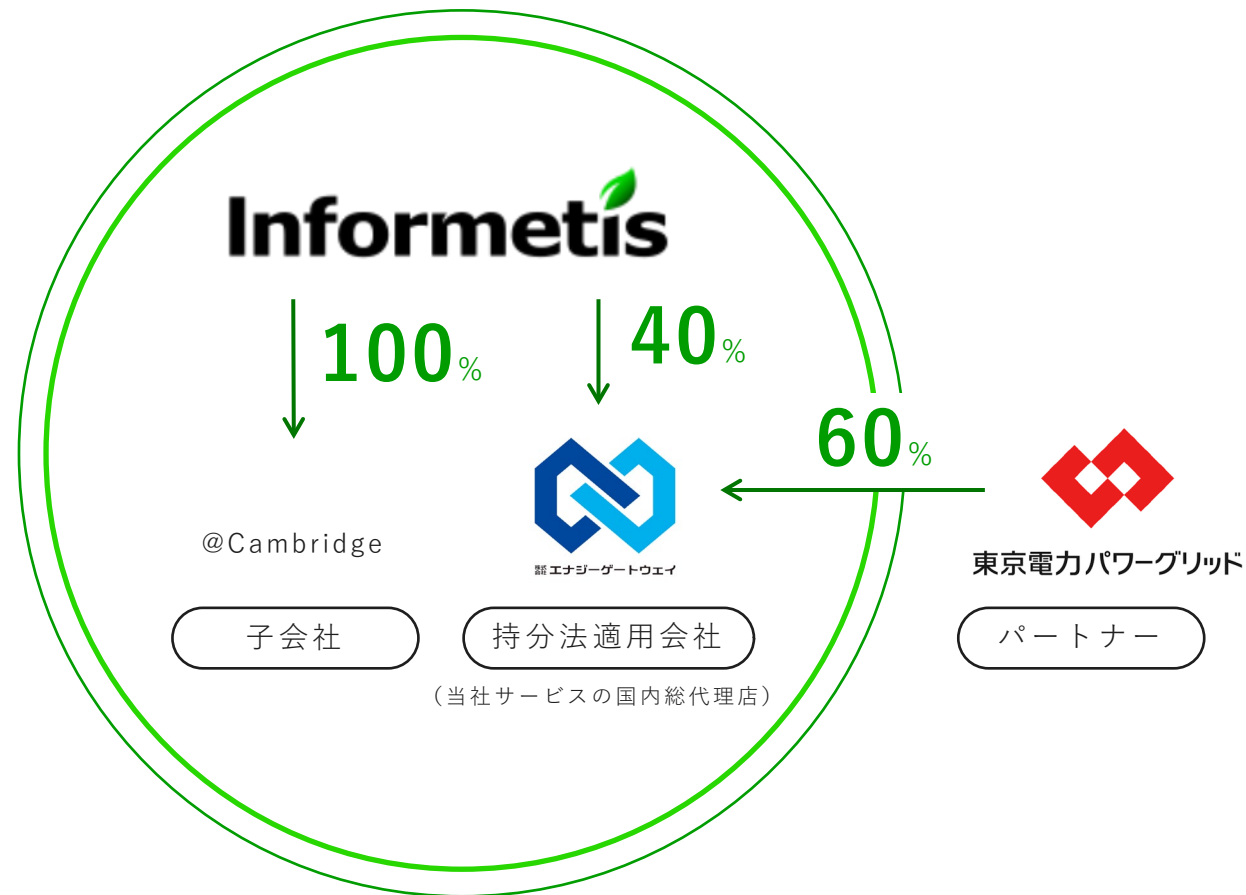 Informetis
100%
40%
60%
@Cambridge
株式会社エナジーゲートウェイ
東京電力パワーグリッド
子会社
持分法適用会社
パートナー
(当社サービスの国内総代理店)